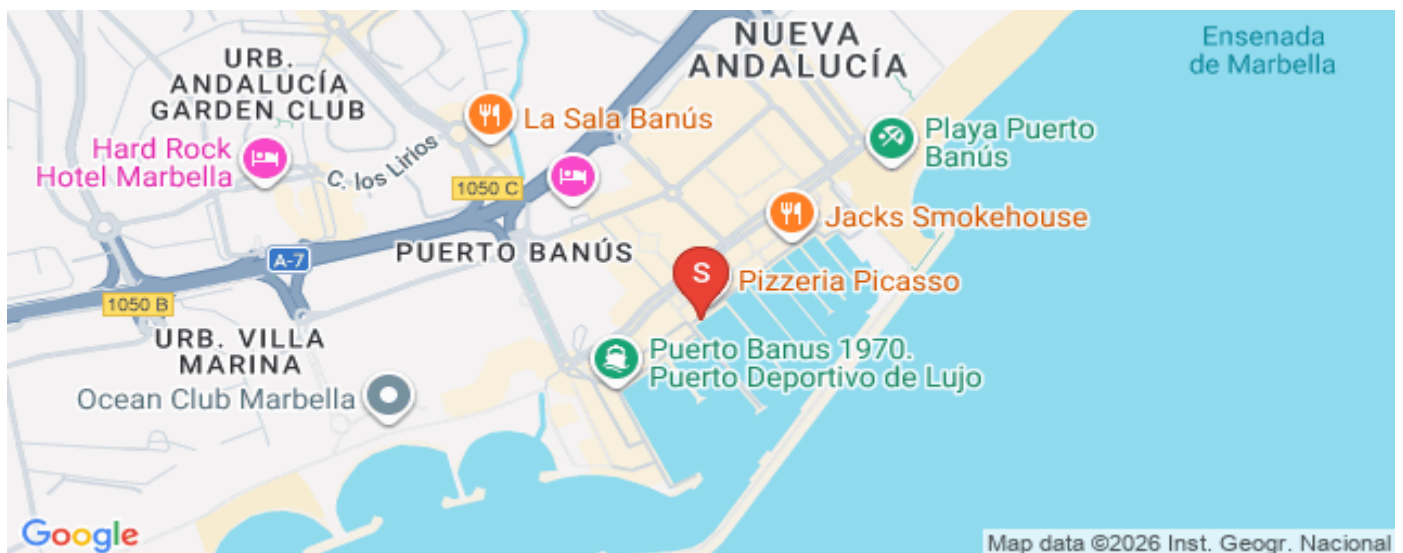 NUEVA
ANDALUCÍA
Ensenada
de Marbella
URB.
ANDALUCÍA
GARDEN CLUB
La Sala Banús
Playa Puerto
Banús
Hard Rock
Hotel Marbella
C. los Lirios
1050 C
Jacks Smokehouse
PUERTO BANÚS
A-7
S
Pizzeria Picasso
1050 B
URB. VILLA
MARINA
Puerto Banus 1970.
Puerto Deportivo de Lujo
Ocean Club Marbella
Google
Map data ©2026 Inst. Geogr. Nacional